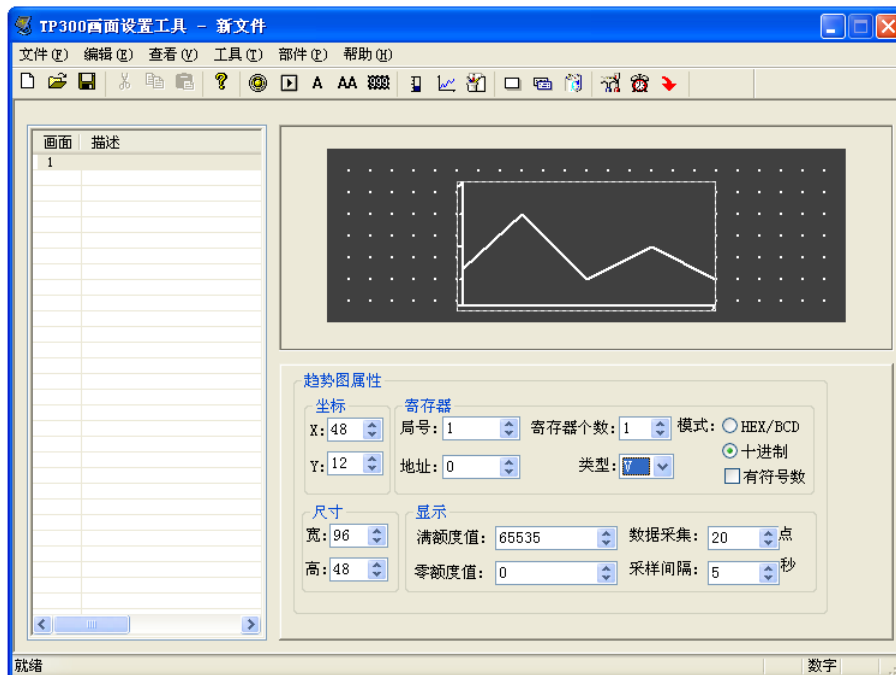 TP300画面设置工具 - 新文件
文件(F) 编辑(E) 查看(V) 工具(T) 部件(P) 帮助(H)
A AA
画面 描述
1
趋势图属性
坐标 寄存器
X: 48 局号: 1 寄存器个数: 1 模式: HEX/BCD
十进制
Y: 12 地址: 0 类型: V
有符号数
尺寸 显示
宽: 96 满额度值: 65535 数据采集: 20 点
高: 48 零额度值: 0 采样间隔: 5 秒
就绪 数字